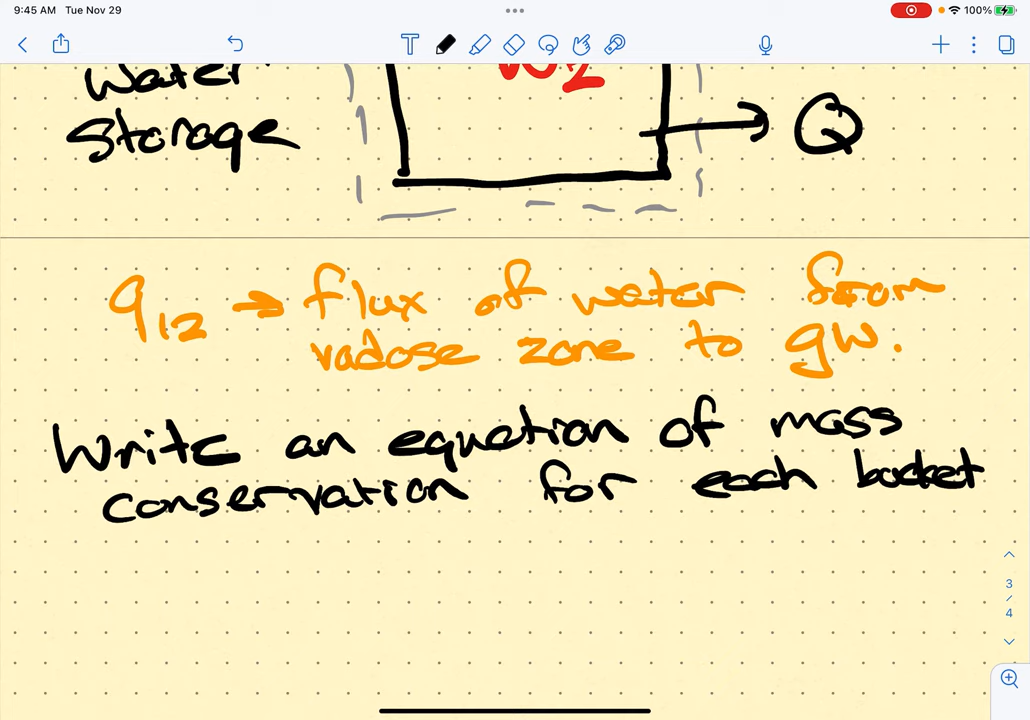 9:45 AM Tue Nov 29
100%
Water
storage
Q
q12 → flux of water from
vadose zone to gw.
Write an equation of mass
conservation for each bucket
3
/
4